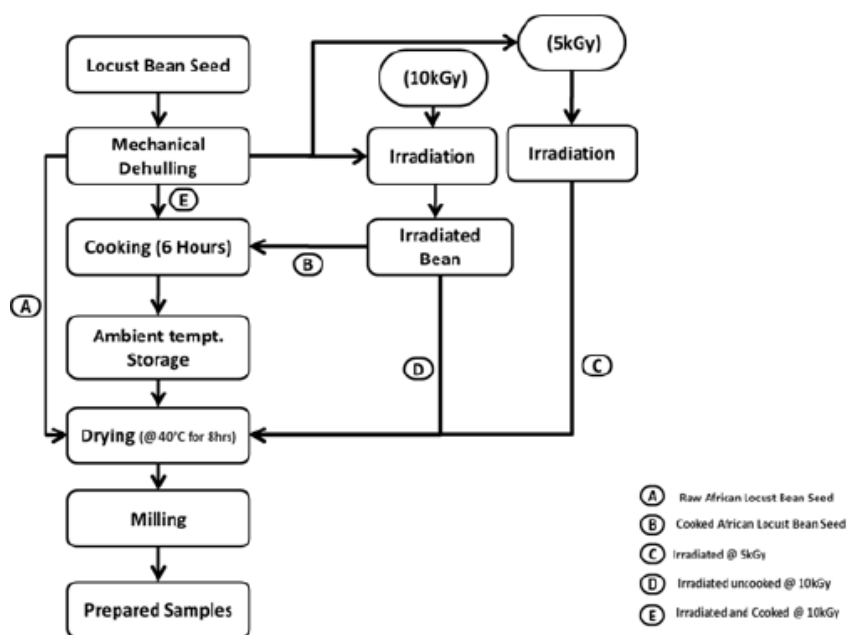 Locust Bean Seed
(5kGy)
(10kGy)
Mechanical
Dehulling
Irradiation
Irradiation
E
Cooking (6 Hours)
B
Irradiated
Bean
A
Ambient tempt.
Storage
D
C
Drying (@ 40°C for 8hrs)
Milling
Prepared Samples
A Raw African Locust Bean Seed
B Cooked African Locust Bean Seed
C Irradiated @ 5kGy
D Irradiated uncooked @ 10kGy
E Irradiated and Cooked @ 10kGy